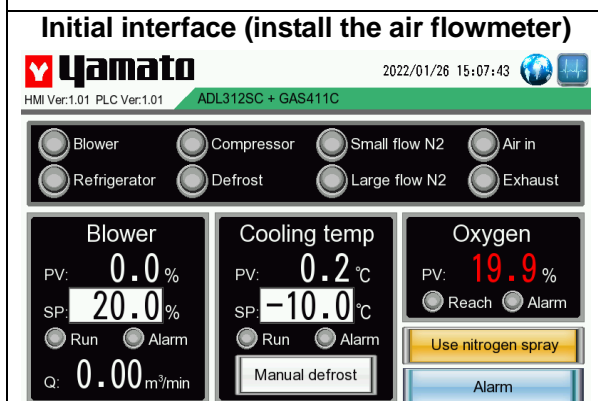 Initial interface (install the air flowmeter)
Yamato
2022/01/26 15:07:43
HMI Ver:1.01 PLC Ver:1.01 ADL312SC + GAS411C
Blower Compressor Small flow N2 Air in
Refrigerator Defrost Large flow N2 Exhaust
Blower
PV: 0.0 %
SP: 20.0 %
Run Alarm
Q: 0.00 m³/min
Cooling temp
PV: 0.2 ℃
SP: -10.0 ℃
Run Alarm
Manual defrost
Oxygen
PV: 19.9 %
Reach Alarm
Use nitrogen spray
Alarm